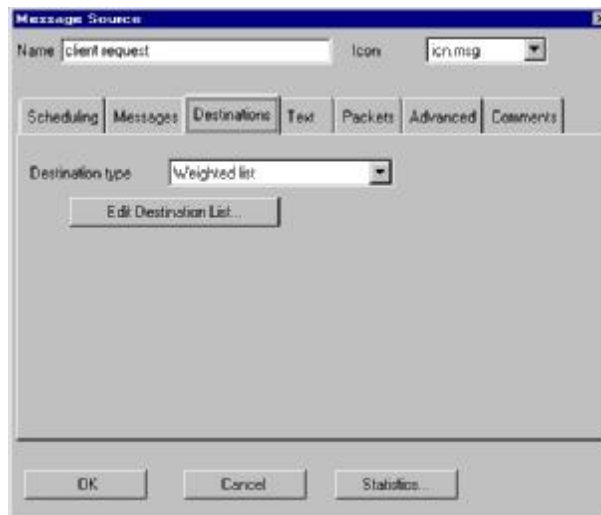 Message Source
Name client request Icon icn.msg
Scheduling Messages Destinations Text Packets Advanced Comments
Destination type Weighted list
Edit Destination List...
OK Cancel Statistics...